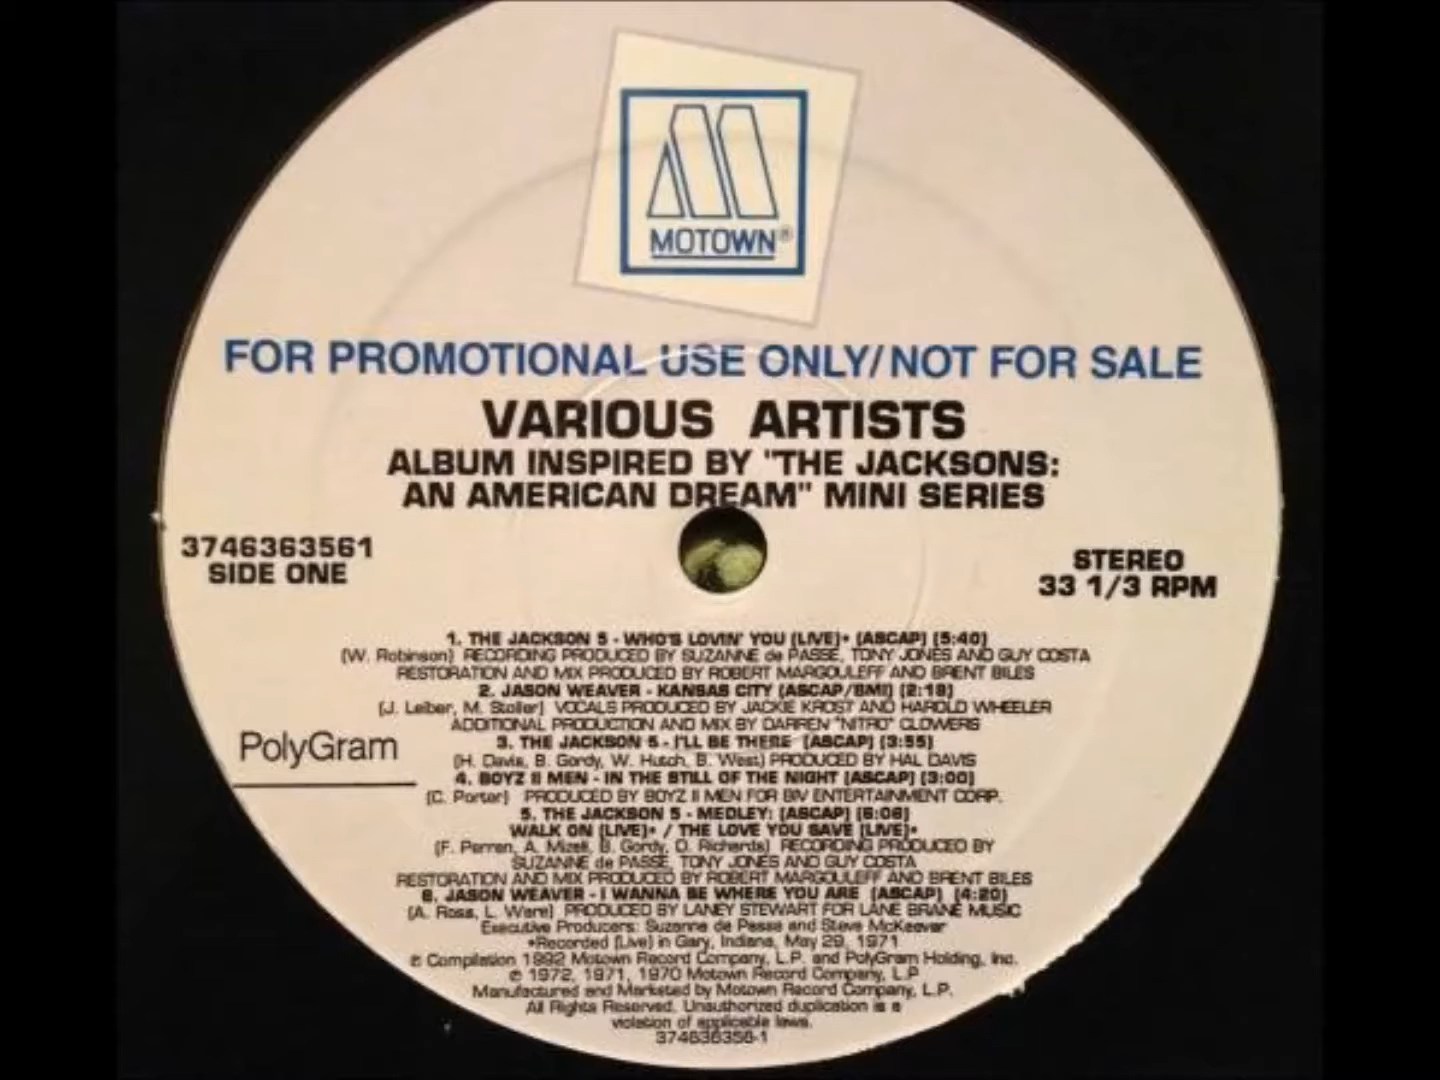 MOTOWN®
FOR PROMOTIONAL USE ONLY/NOT FOR SALE
VARIOUS ARTISTS
ALBUM INSPIRED BY "THE JACKSONS:
AN AMERICAN DREAM" MINI SERIES
3746363561
SIDE ONE
STEREO
33 1/3 RPM
1. THE JACKSON 5 - WHO'S LOVIN' YOU (LIVE)* (ASCAP) (5:40)
(W. Robinson) RECORDING PRODUCED BY SUZANNE de PASSE, TONY JONES AND GUY COSTA
RESTORATION AND MIX PRODUCED BY ROBERT MARGOULEFF AND BRENT BILES
2. JASON WEAVER - KANSAS CITY (ASCAP/BMI) (2:18)
(J. Leiber, M. Stoller) VOCALS PRODUCED BY JACKIE KROST AND HAROLD WHEELER
ADDITIONAL PRODUCTION AND MIX BY DARREN "NITRO" CLOWERS
3. THE JACKSON 5 - I'LL BE THERE (ASCAP) (3:55)
(H. Davis, B. Gordy, W. Hutch, B. West) PRODUCED BY HAL DAVIS
4. BOYZ II MEN - IN THE STILL OF THE NIGHT (ASCAP) (3:00)
(C. Porter) PRODUCED BY BOYZ II MEN FOR BIV ENTERTAINMENT CORP.
5. THE JACKSON 5 - MEDLEY: (ASCAP) (6:06)
WALK ON (LIVE)* / THE LOVE YOU SAVE (LIVE)*
(F. Perren, A. Mizell, B. Gordy, D. Richards) RECORDING PRODUCED BY
SUZANNE de PASSE, TONY JONES AND GUY COSTA
RESTORATION AND MIX PRODUCED BY ROBERT MARGOULEFF AND BRENT BILES
6. JASON WEAVER - I WANNA BE WHERE YOU ARE (ASCAP) (4:20)
(A. Ross, L. Ware) PRODUCED BY LANEY STEWART FOR LANE BRANE MUSIC
Executive Producers: Suzanne de Passe and Steve McKeever
*Recorded (Live) in Gary, Indiana, May 29, 1971
℗ Compilation 1992 Motown Record Company, L.P. and PolyGram Holding, Inc.
℗ 1972, 1971, 1970 Motown Record Company, L.P
Manufactured and Marketed by Motown Record Company, L.P.
All Rights Reserved. Unauthorized duplication is a
violation of applicable laws.
374636356-1
PolyGram